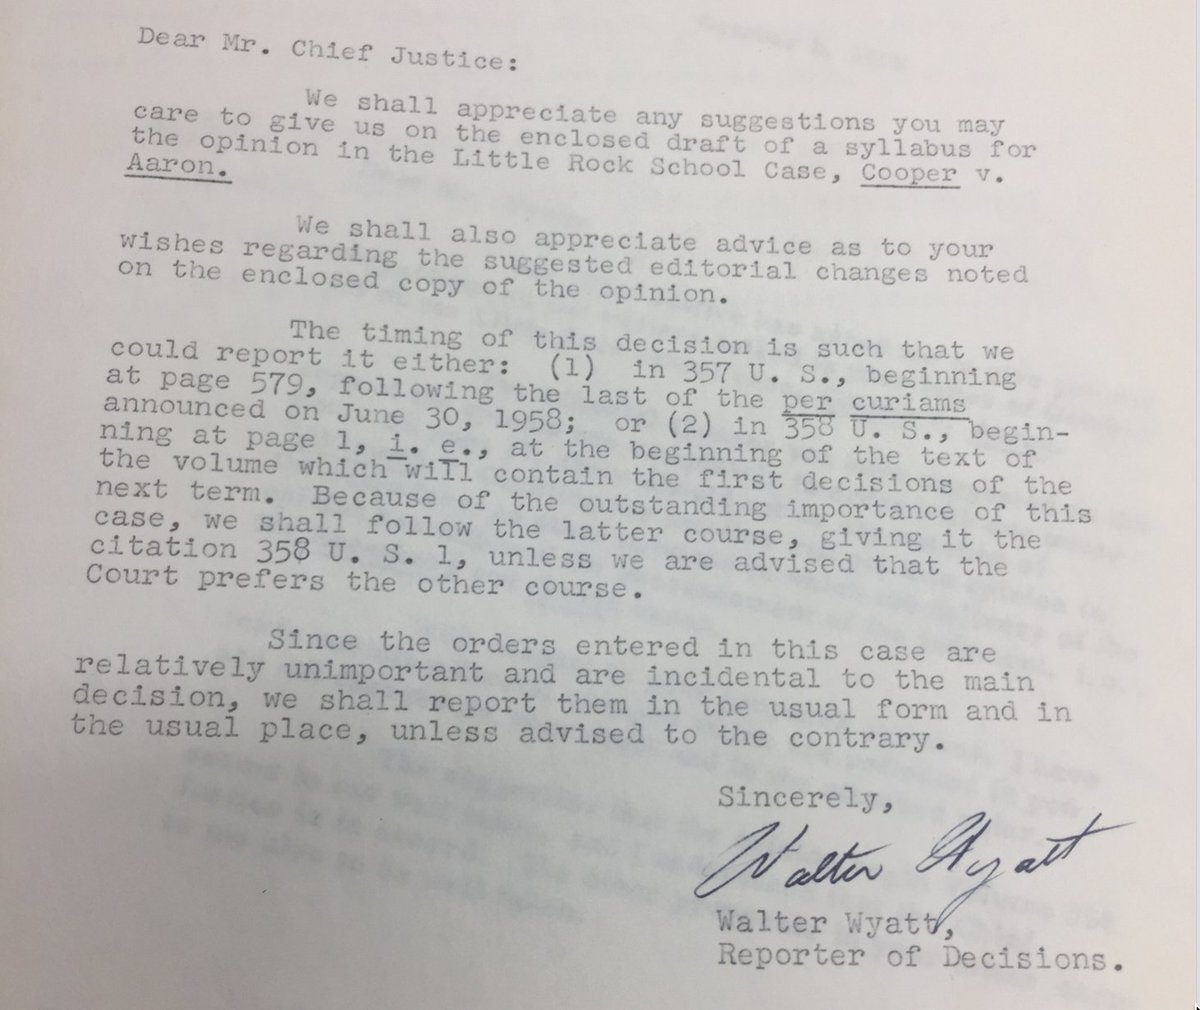 Dear Mr. Chief Justice:
We shall appreciate any suggestions you may
care to give us on the enclosed draft of a syllabus for
the opinion in the Little Rock School Case, Cooper v.
Aaron.
We shall also appreciate advice as to your
wishes regarding the suggested editorial changes noted
on the enclosed copy of the opinion.
The timing of this decision is such that we
could report it either: (1) in 357 U. S., beginning
at page 579, following the last of the per curiams
announced on June 30, 1958; or (2) in 358 U. S., begin-
ning at page 1, i. e., at the beginning of the text of
the volume which will contain the first decisions of the
next term. Because of the outstanding importance of this
case, we shall follow the latter course, giving it the
citation 358 U. S. 1, unless we are advised that the
Court prefers the other course.
Since the orders entered in this case are
relatively unimportant and are incidental to the main
decision, we shall report them in the usual form and in
the usual place, unless advised to the contrary.
Sincerely,
Walter Wyatt
Walter Wyatt,
Reporter of Decisions.